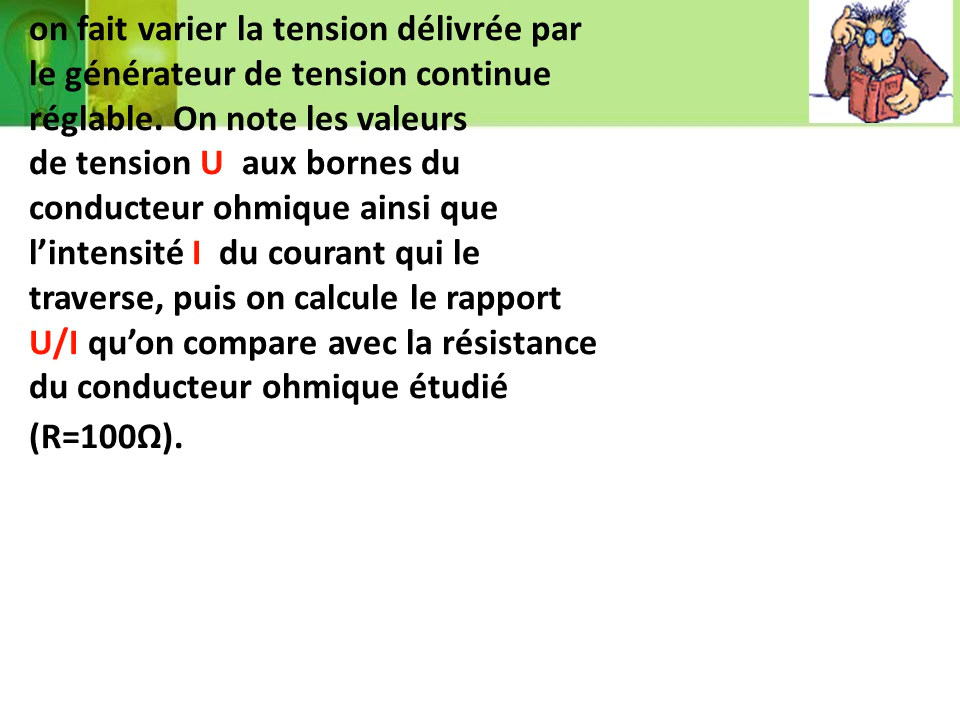 on fait varier la tension délivrée par
le générateur de tension continue
réglable. On note les valeurs
de tension U aux bornes du
conducteur ohmique ainsi que
l’intensité I du courant qui le
traverse, puis on calcule le rapport
U/I qu’on compare avec la résistance
du conducteur ohmique étudié
(R=100Ω).